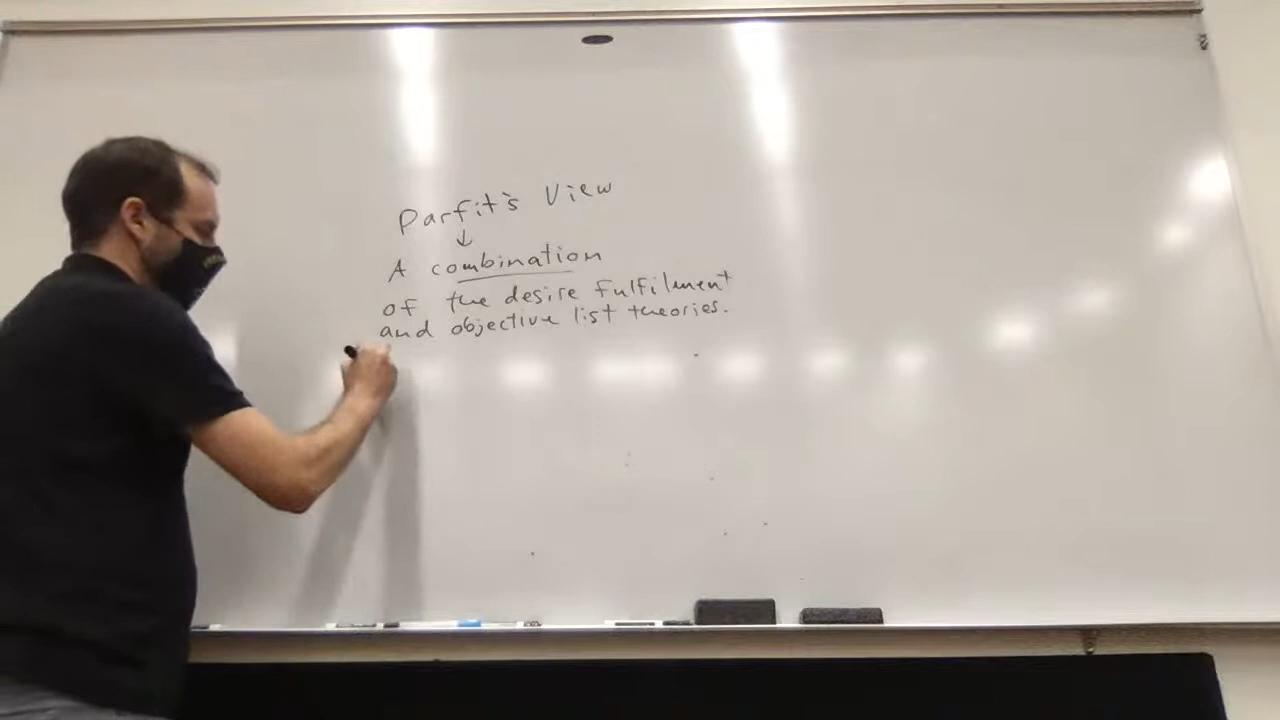 Parfit's View
↓
A combination
of the desire fulfilment
and objective list theories.